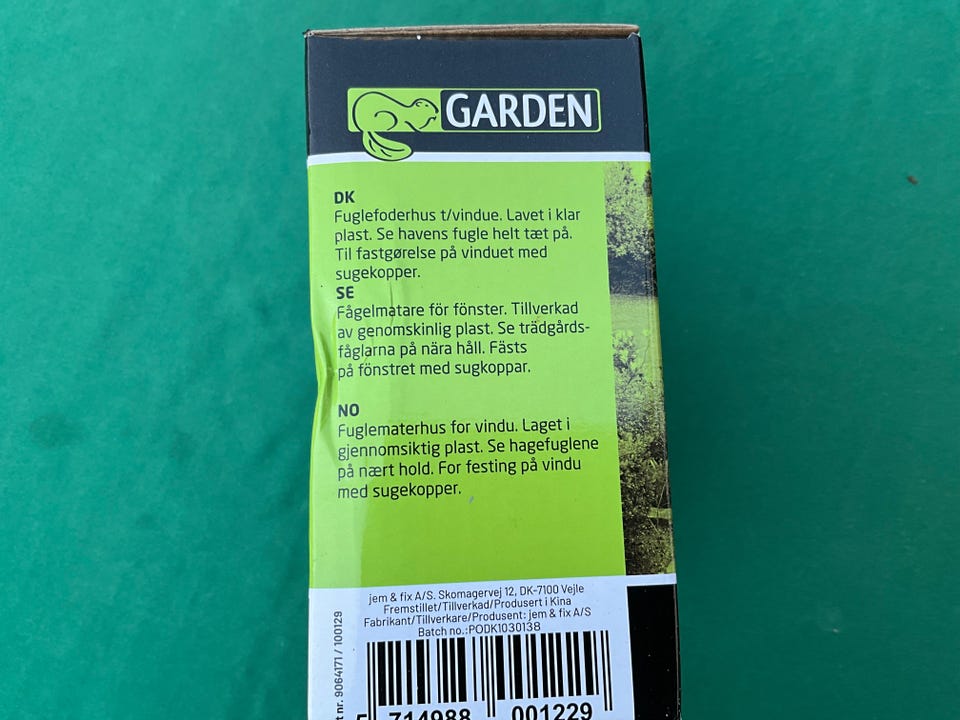 GARDEN
DK
Fuglefoderhus t/vindue. Lavet i klar
plast. Se havens fugle helt tæt på.
Til fastgørelse på vinduet med
sugekopper.
SE
Fågelmatare för fönster. Tillverkad
av genomskinlig plast. Se trädgårds-
fåglarna på nära håll. Fästs
på fönstret med sugkoppar.
NO
Fuglematerhus for vindu. Laget i
gjennomsiktig plast. Se hagefuglene
på nært hold. For festing på vindu
med sugekopper.
jem & fix A/S. Skomagervej 12, DK-7100 Vejle
Fremstillet/Tillverkad/Produsert i Kina
Fabrikant/Tillverkare/Produsent: jem & fix A/S
Batch no.:PODK1030138
nr. 9064171 / 100129
5 714988 001229